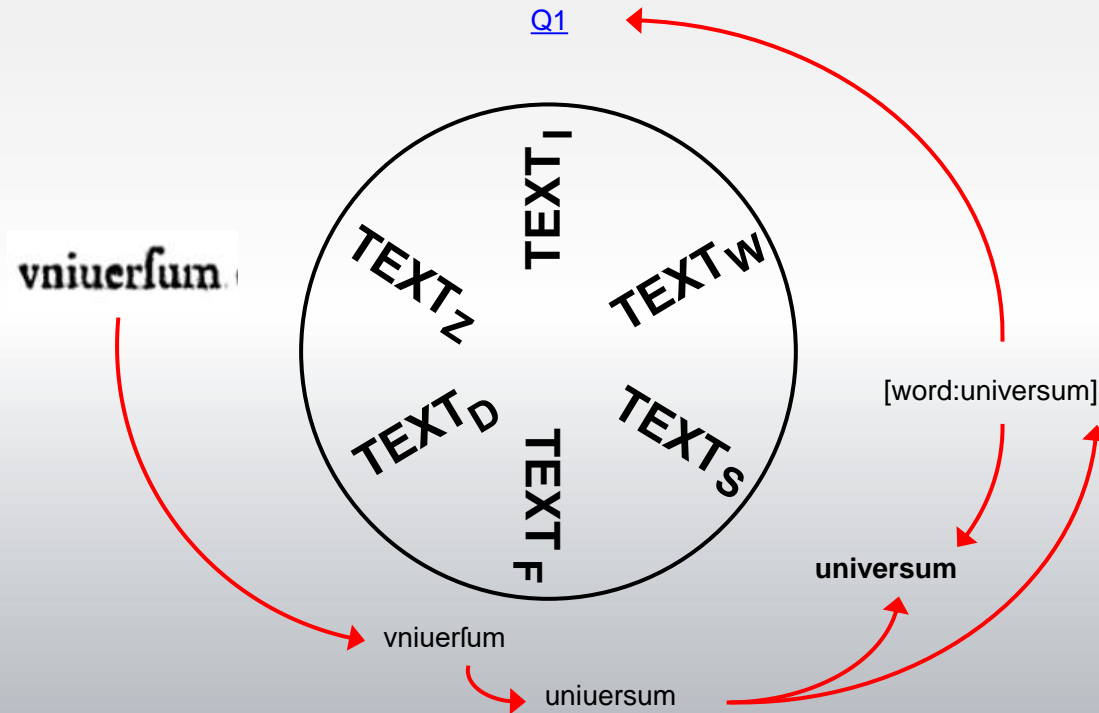 Q1
TEXT I
TEXT W
TEXT Z
vniuerſum
[word:universum]
TEXT D
TEXT S
TEXT F
universum
vniuerſum
uniuersum